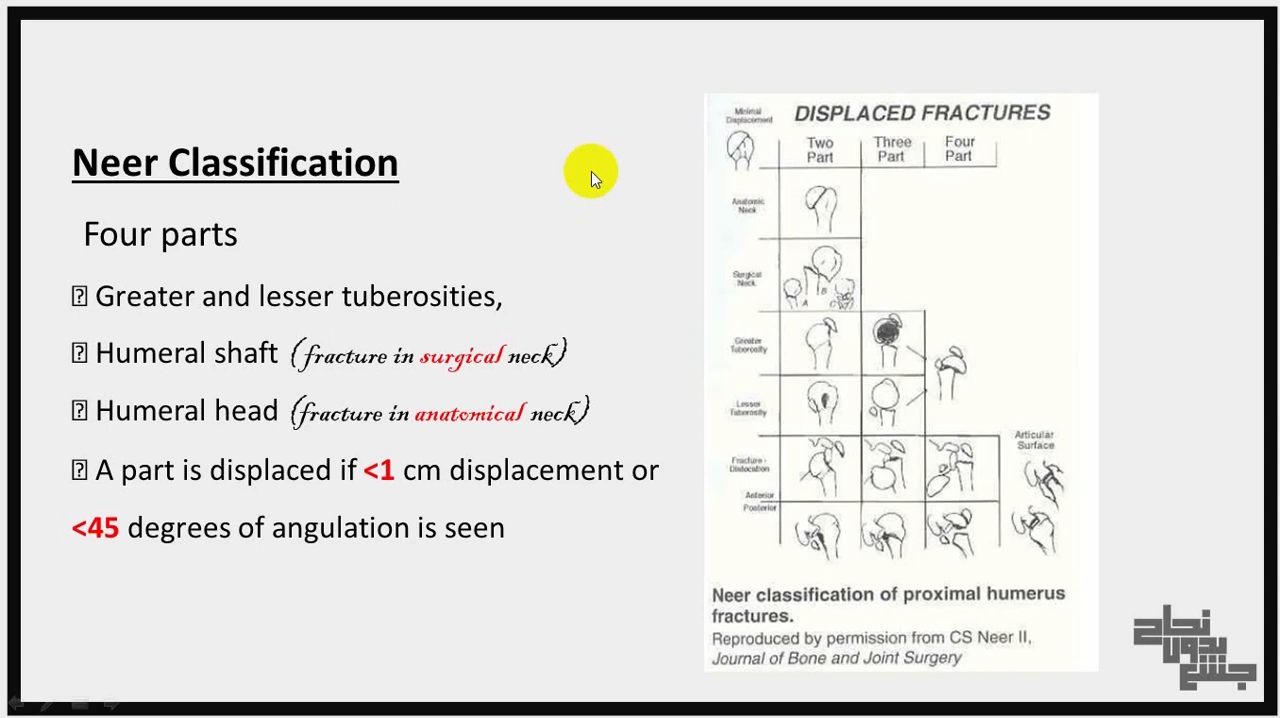 Neer Classification
Four parts
Greater and lesser tuberosities,
Humeral shaft (fracture in surgical neck)
Humeral head (fracture in anatomical neck)
A part is displaced if <1 cm displacement or
<45 degrees of angulation is seen
Minimal
Displacement
DISPLACED FRACTURES
Two
Part
Three
Part
Four
Part
Anatomic
Neck
Surgical
Neck
A
B
C
Greater
Tuberosity
Lesser
Tuberosity
Articular
Surface
Fracture -
Dislocation
Anterior
Posterior
Neer classification of proximal humerus
fractures.
Reproduced by permission from CS Neer II,
Journal of Bone and Joint Surgery
نجاح
بدون
جشع